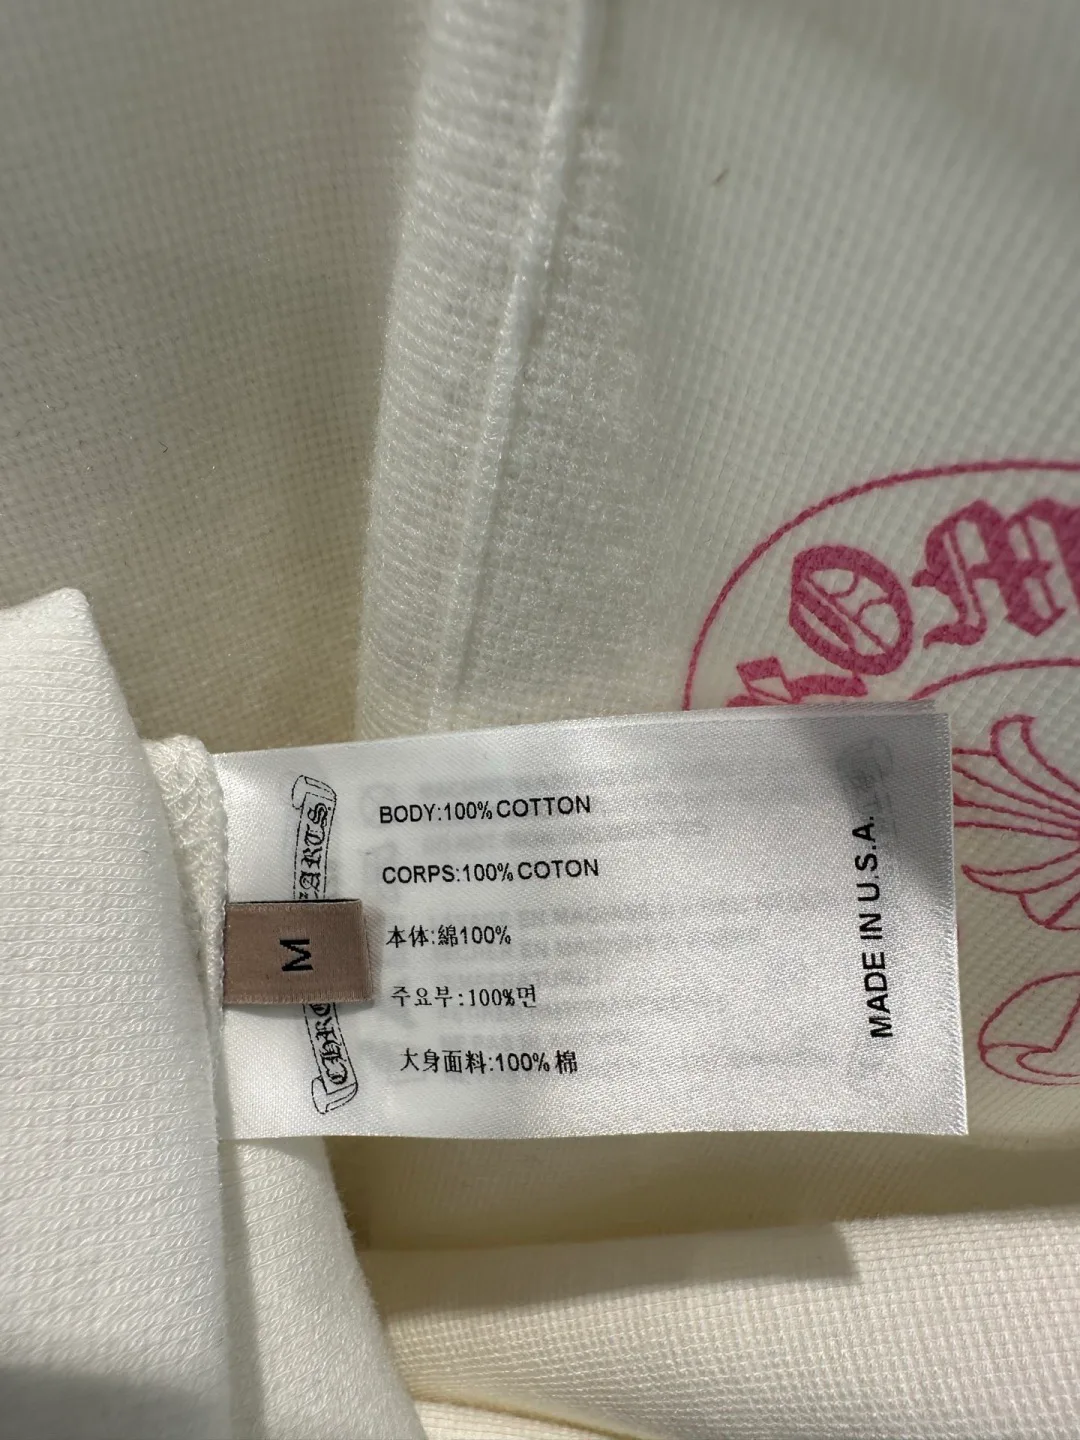 BODY:100% COTTON
CORPS:100% COTON
本体:綿100%
주요부:100%면
大身面料:100% 棉
MADE IN U.S.A.
M